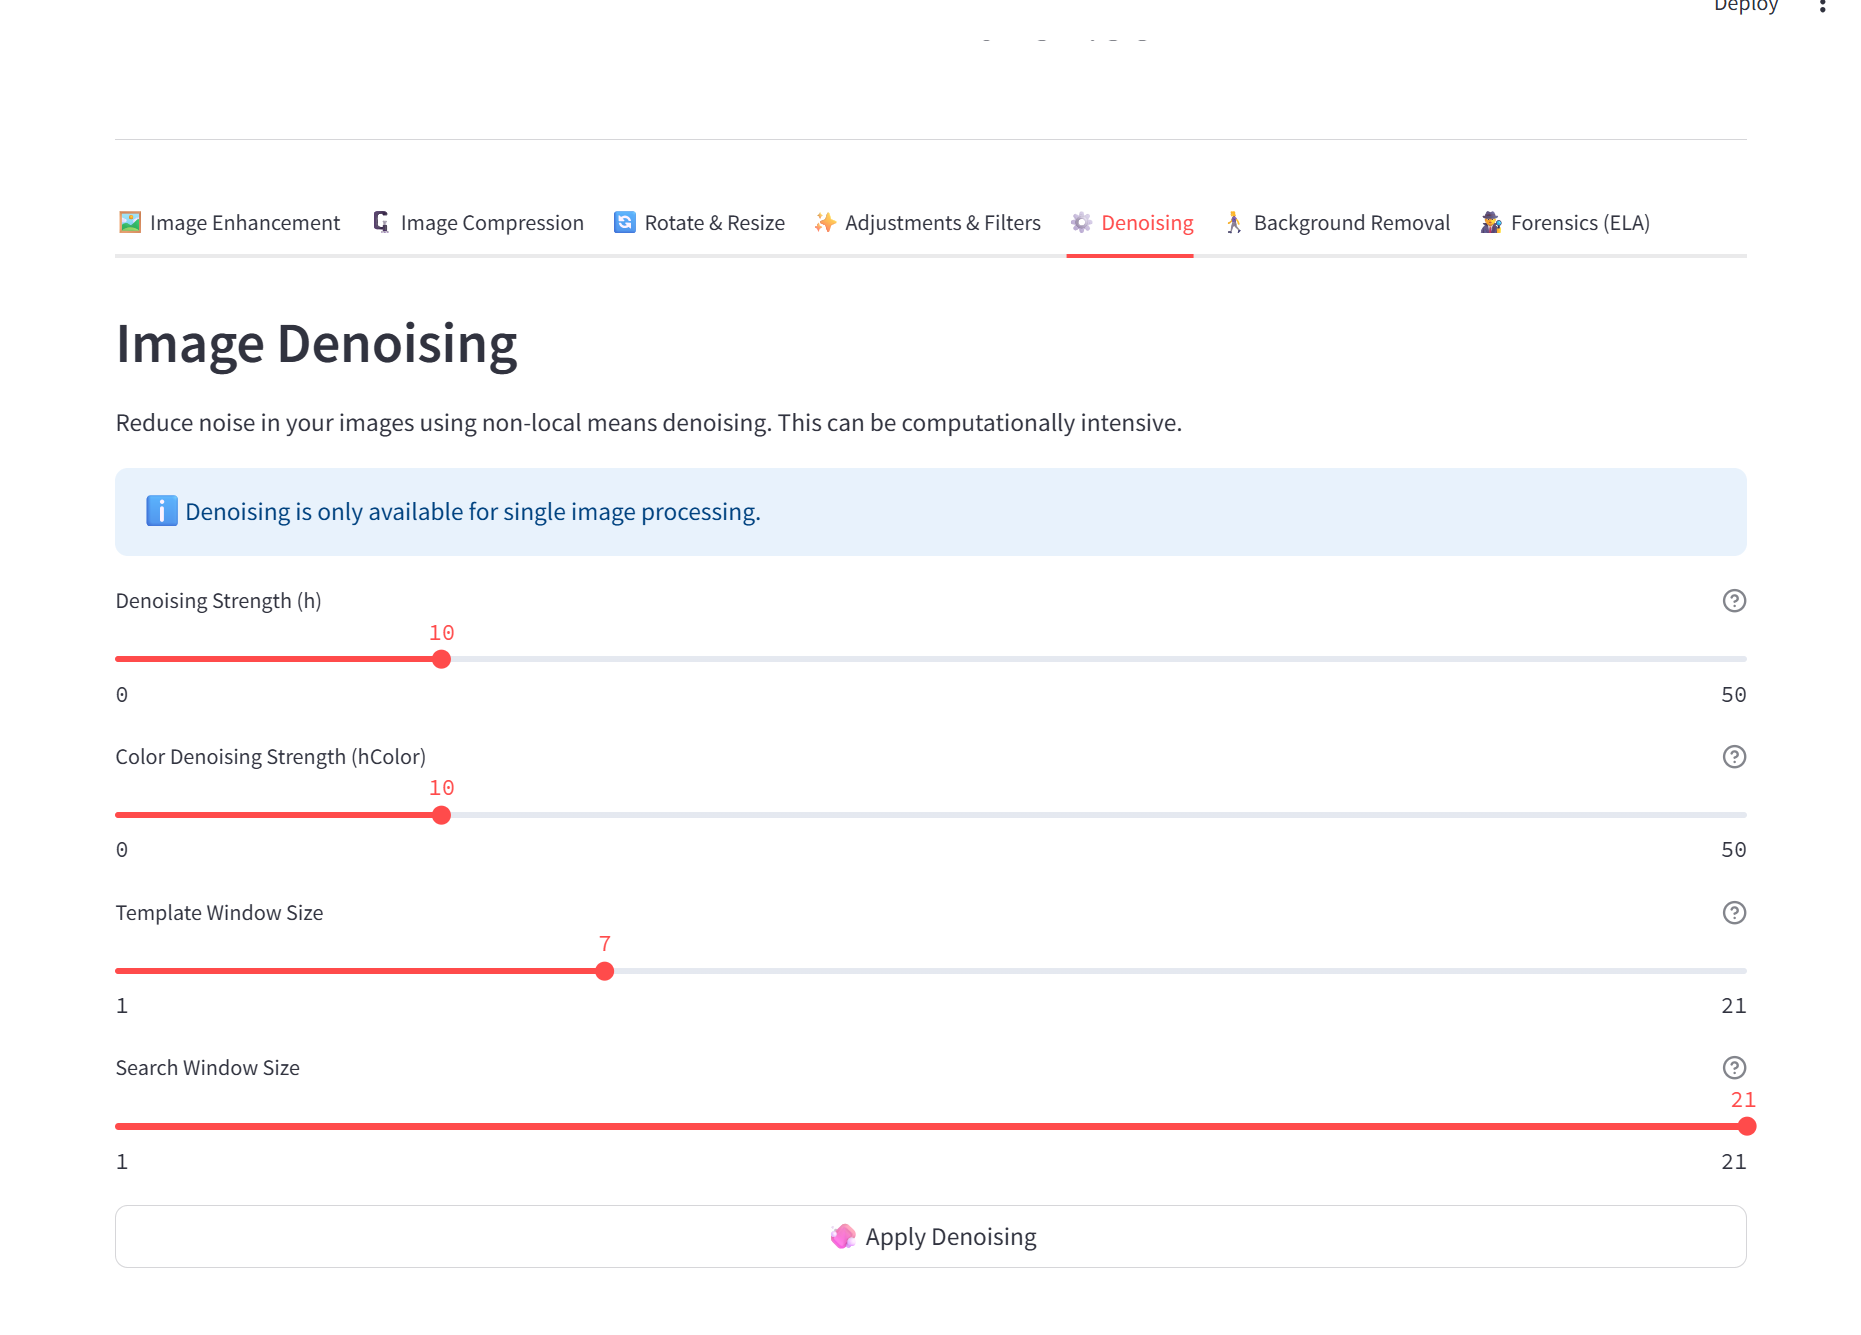 Deploy
Image Enhancement Image Compression Rotate & Resize Adjustments & Filters Denoising Background Removal Forensics (ELA)
Image Denoising
Reduce noise in your images using non-local means denoising. This can be computationally intensive.
Denoising is only available for single image processing.
Denoising Strength (h)
10
0 50
Color Denoising Strength (hColor)
10
0 50
Template Window Size
7
1 21
Search Window Size
21
1 21
Apply Denoising